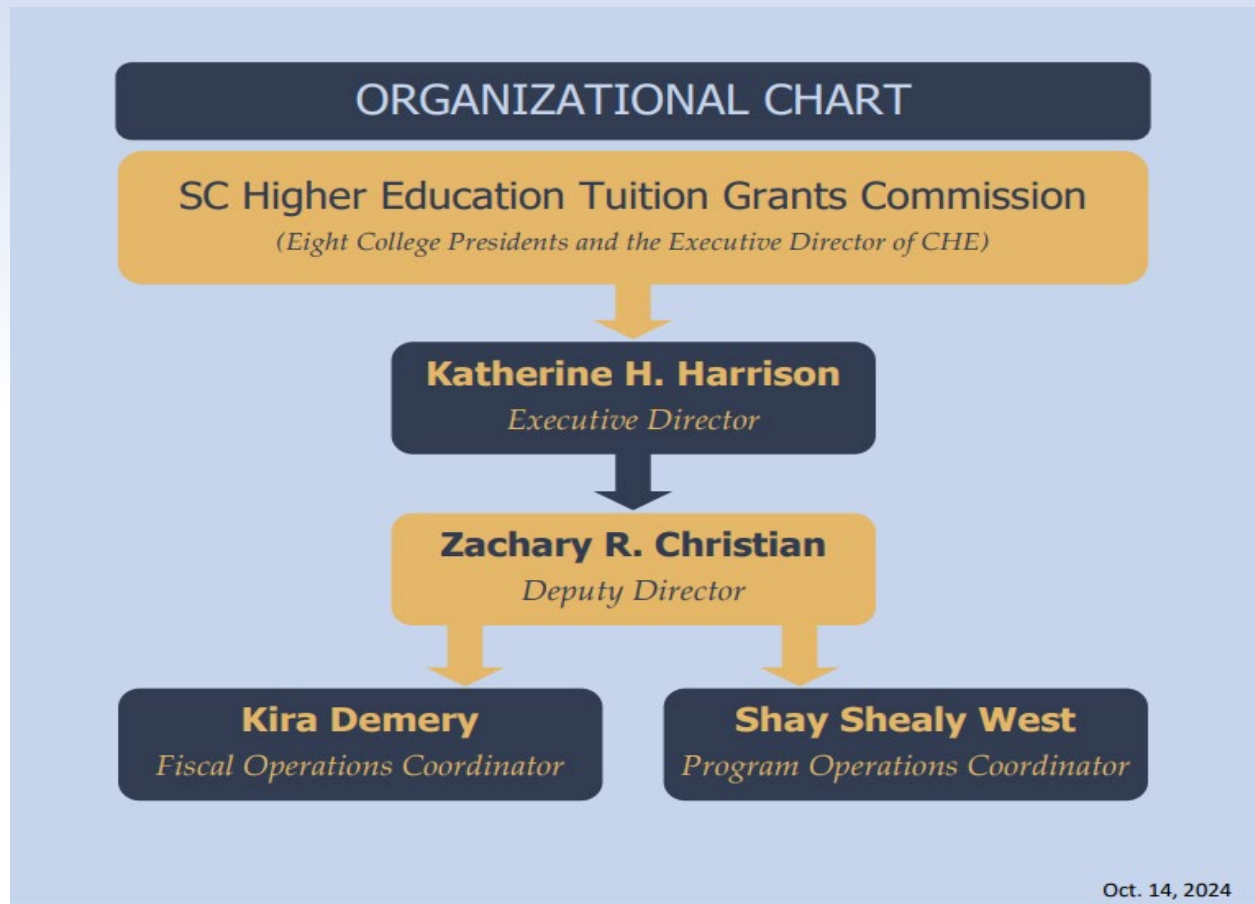 ORGANIZATIONAL CHART
SC Higher Education Tuition Grants Commission
(Eight College Presidents and the Executive Director of CHE)
Katherine H. Harrison
Executive Director
Zachary R. Christian
Deputy Director
Kira Demery
Fiscal Operations Coordinator
Shay Shealy West
Program Operations Coordinator
Oct. 14, 2024